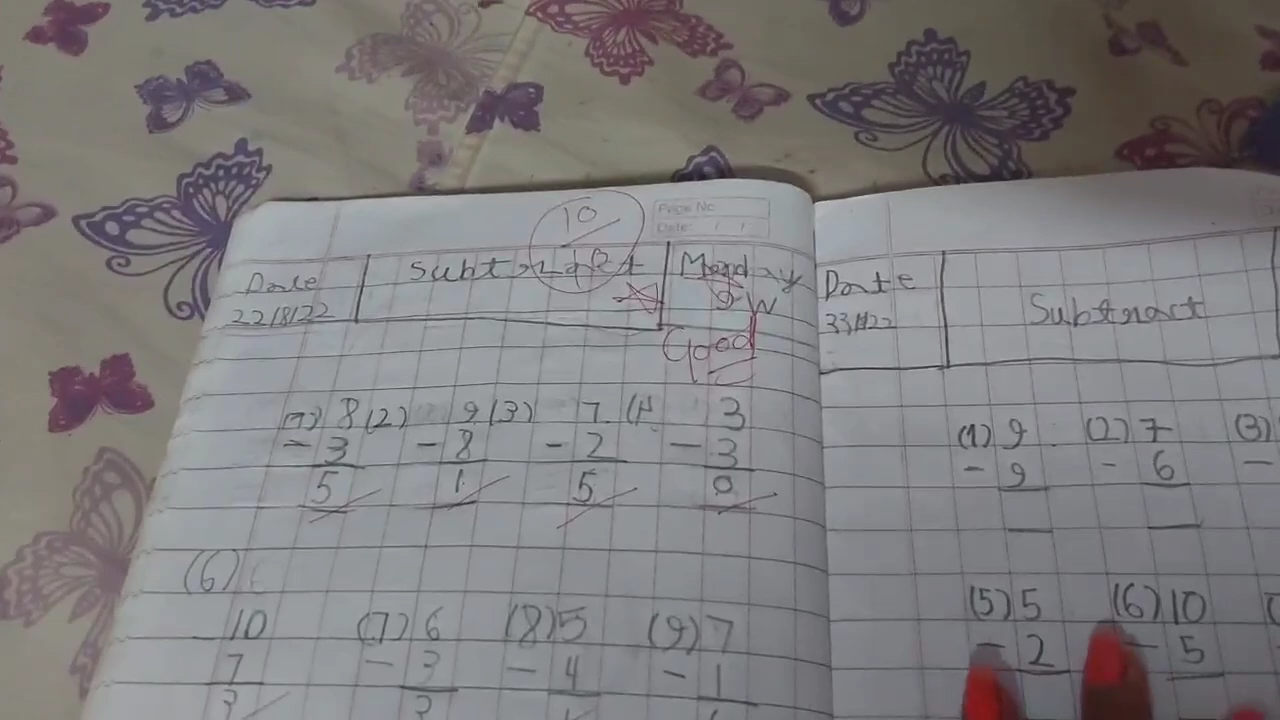 10
Page No.
Date: / /
Date
22/8/22
Subtract
Monday
Good
(1) 8 (2) 9 (3) 7 (4) 3
- 3 - 8 - 2 - 3
5 1 5 0
(6)
10 (7) 6 (8) 5 (9) 7
7 - 3 - 4 - 1
3 3
Date
Subtract
(1) 9 (2) 7 (3)
- 9 - 6 -
(5) 5 (6) 10
- 2 - 5